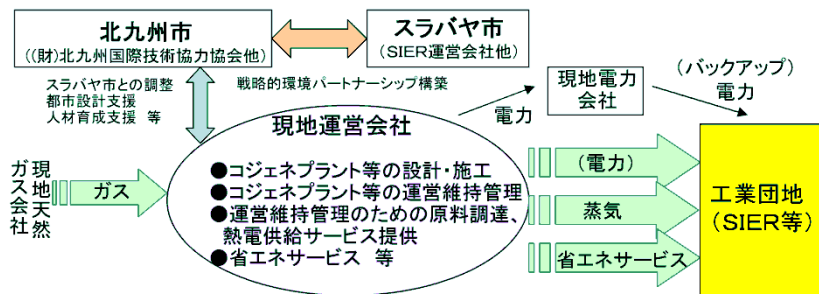 北九州市
((財)北九州国際技術協力協会他)
スラバヤ市
(SIER運営会社他)
スラバヤ市との調整
都市設計支援
人材育成支援 等
戦略的環境パートナーシップ構築
現地電力
会社
(バックアップ)
電力
電力
現地運営会社
●コジェネプラント等の設計・施工
●コジェネプラント等の運営維持管理
●運営維持管理のための原料調達、
熱電供給サービス提供
●省エネサービス 等
現地天然
ガス会社
ガス
(電力)
蒸気
省エネサービス
工業団地
(SIER等)